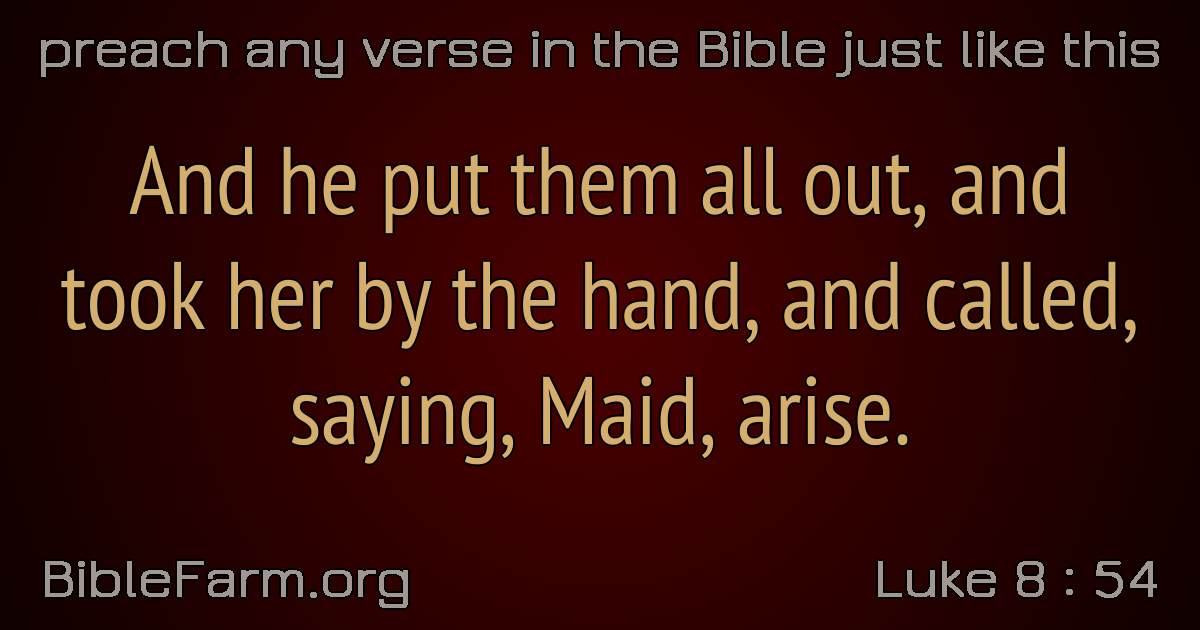 preach any verse in the Bible just like this
And he put them all out, and
took her by the hand, and called,
saying, Maid, arise.
BibleFarm.org
Luke 8 : 54